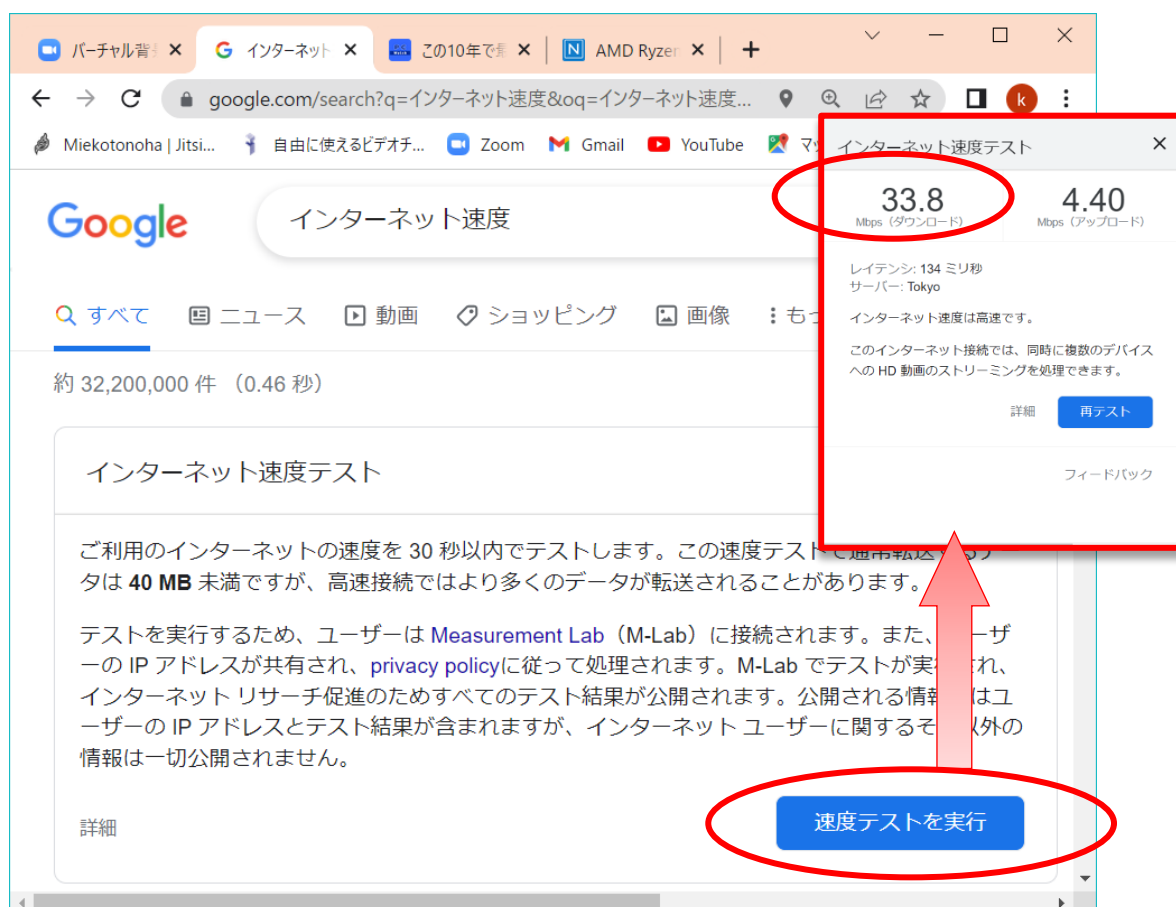 バーチャル背
インターネット
この10年で
AMD Ryzen
google.com/search?q=インターネット速度&oq=インターネット速度...
k
Miekotonoha | Jitsi...
自由に使えるビデオチ...
Zoom
Gmail
YouTube
Google
インターネット速度
すべて
ニュース
動画
ショッピング
画像
約 32,200,000 件 （0.46 秒）
インターネット速度テスト
ご利用のインターネットの速度を 30 秒以内でテストします。この速度テストで通常転送するデー
タは 40 MB 未満ですが、高速接続ではより多くのデータが転送されることがあります。
テストを実行するため、ユーザーは Measurement Lab（M-Lab）に接続されます。また、ユーザ
ーの IP アドレスが共有され、privacy policyに従って処理されます。M-Lab でテストが実行され、
インターネット リサーチ促進のためすべてのテスト結果が公開されます。公開される情報にはユ
ーザーの IP アドレスとテスト結果が含まれますが、インターネット ユーザーに関するそれ以外の
情報は一切公開されません。
詳細
速度テストを実行
インターネット速度テスト
33.8
Mbps（ダウンロード）
4.40
Mbps（アップロード）
レイテンシ: 134 ミリ秒
サーバー: Tokyo
インターネット速度は高速です。
このインターネット接続では、同時に複数のデバイス
への HD 動画のストリーミングを処理できます。
詳細
再テスト
フィードバック